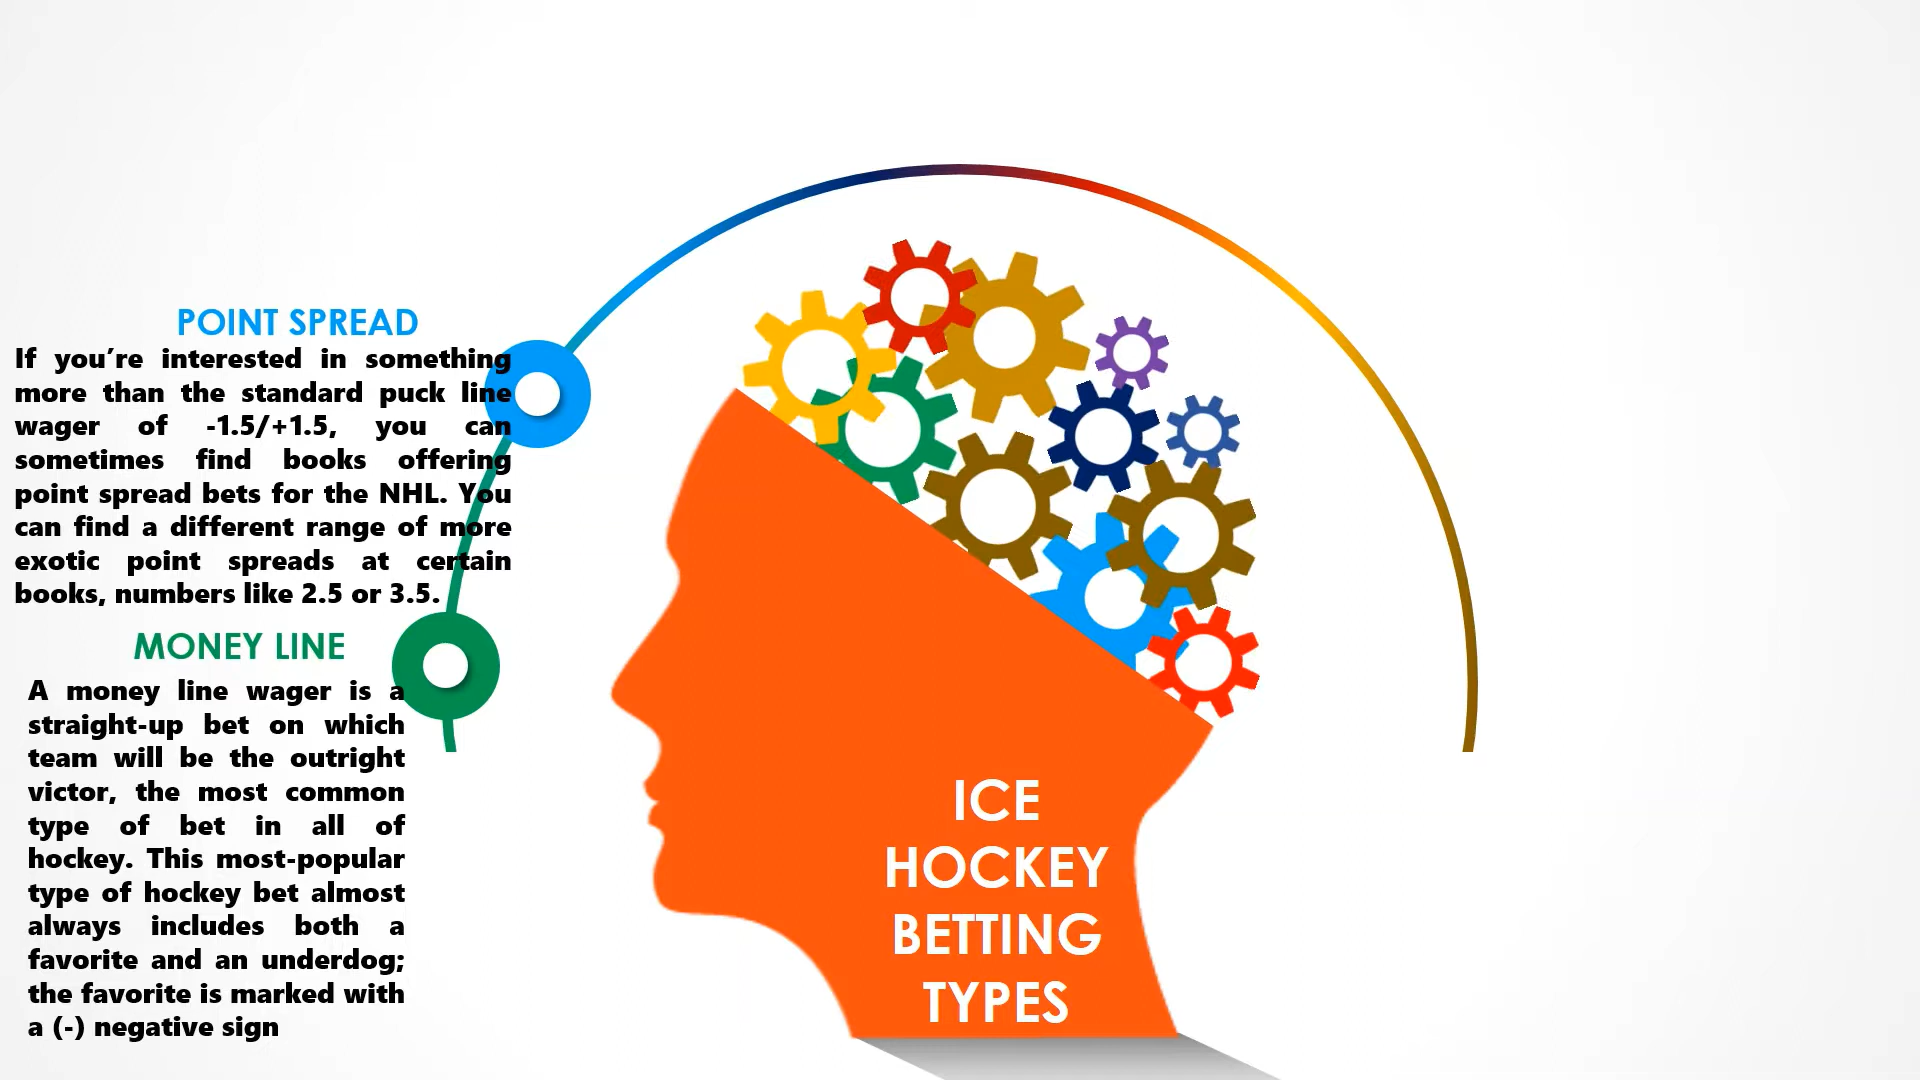 POINT SPREAD
If you’re interested in something
more than the standard puck line
wager of -1.5/+1.5, you can
sometimes find books offering
point spread bets for the NHL. You
can find a different range of more
exotic point spreads at certain
books, numbers like 2.5 or 3.5.
MONEY LINE
A money line wager is a
straight-up bet on which
team will be the outright
victor, the most common
type of bet in all of
hockey. This most-popular
type of hockey bet almost
always includes both a
favorite and an underdog;
the favorite is marked with
a (-) negative sign
ICE
HOCKEY
BETTING
TYPES